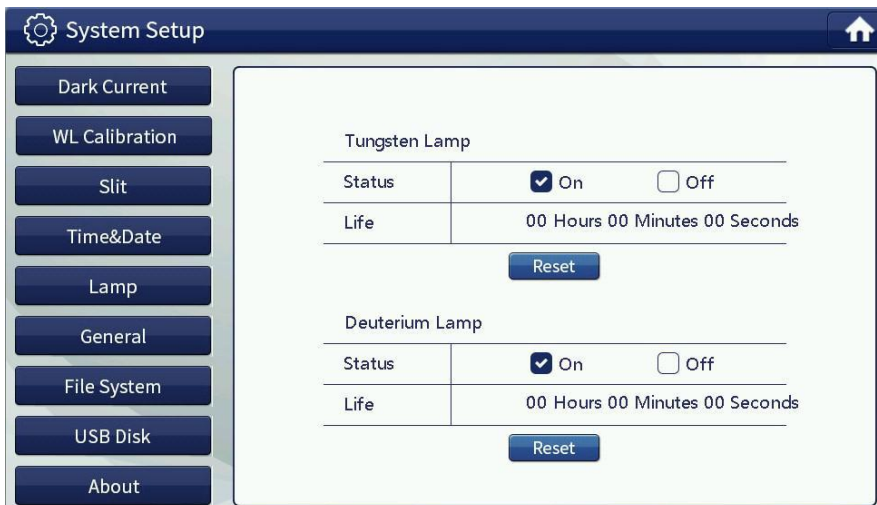 System Setup
Dark Current
WL Calibration
Slit
Time&Date
Lamp
General
File System
USB Disk
About
Tungsten Lamp
Status On Off
Life 00 Hours 00 Minutes 00 Seconds
Reset
Deuterium Lamp
Status On Off
Life 00 Hours 00 Minutes 00 Seconds
Reset